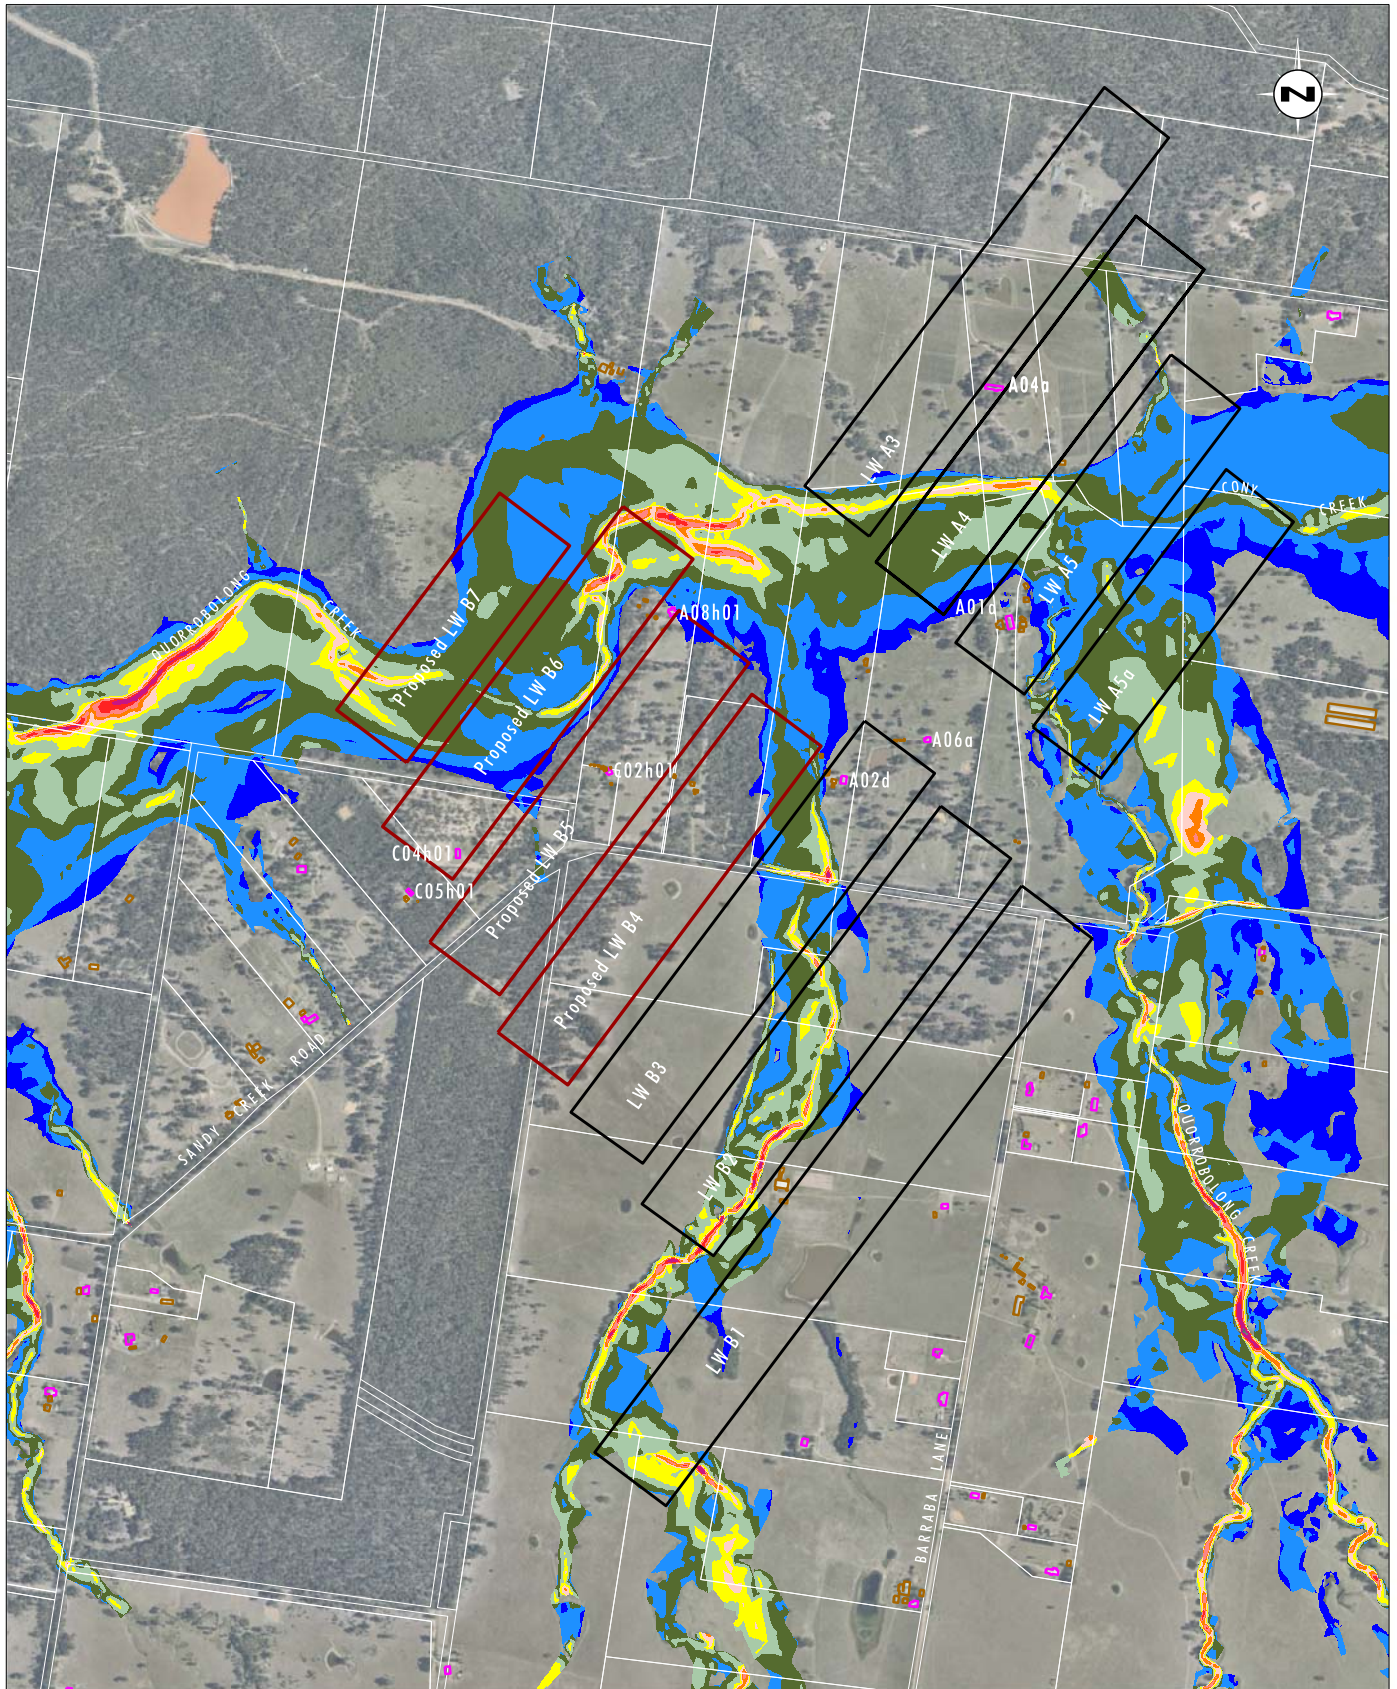 N
A04a
LW A3
CONY
CREEK
LW A4
LW A5
QUORROBOLONG
CREEK
A01d
A08h01
Proposed LW B7
LW A5a
Proposed LW B6
A06a
C02h01
A02d
C04h01
C05h01
Proposed LW B5
Proposed LW B4
LW B3
SANDY CREEK ROAD
LW B2
QUORROBOLONG
CREEK
LW B1
BARRABA LANE